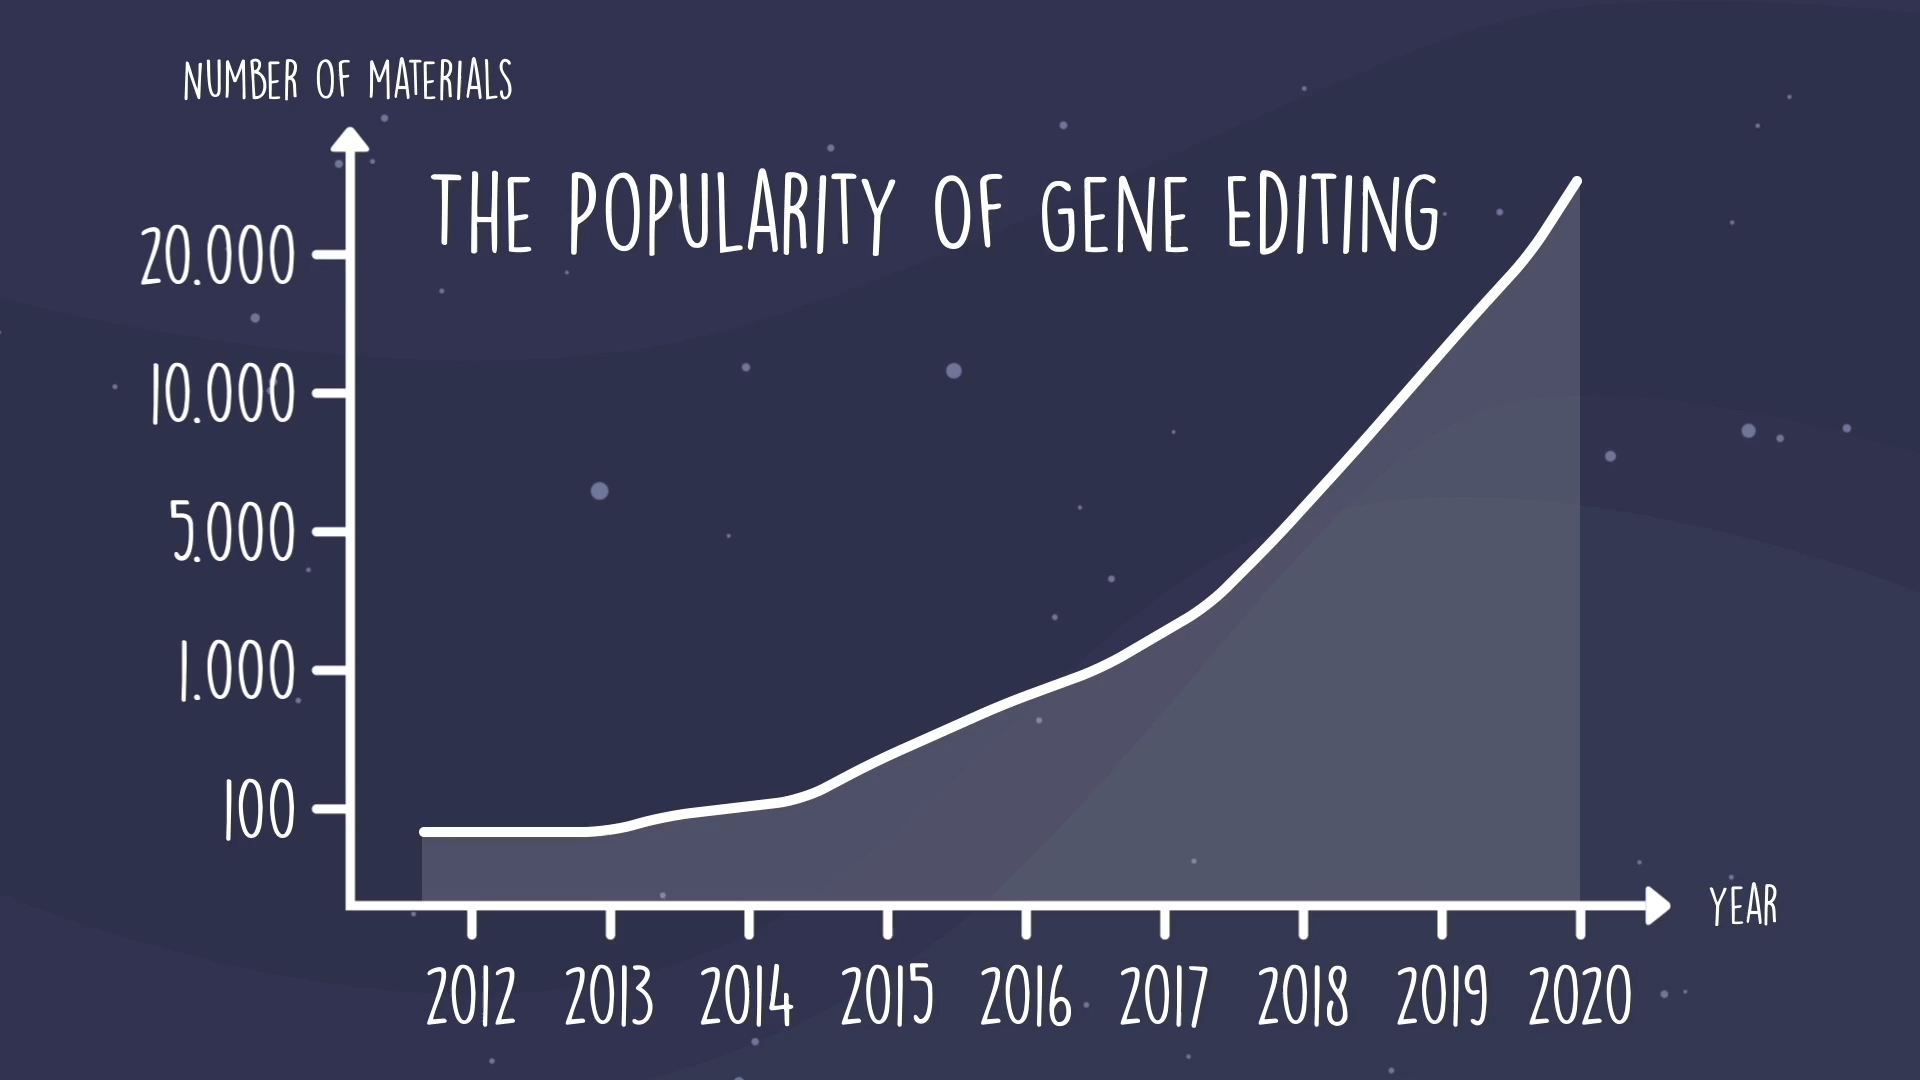 NUMBER OF MATERIALS
THE POPULARITY OF GENE EDITING
20.000
10.000
5.000
1.000
100
YEAR
2012 2013 2014 2015 2016 2017 2018 2019 2020